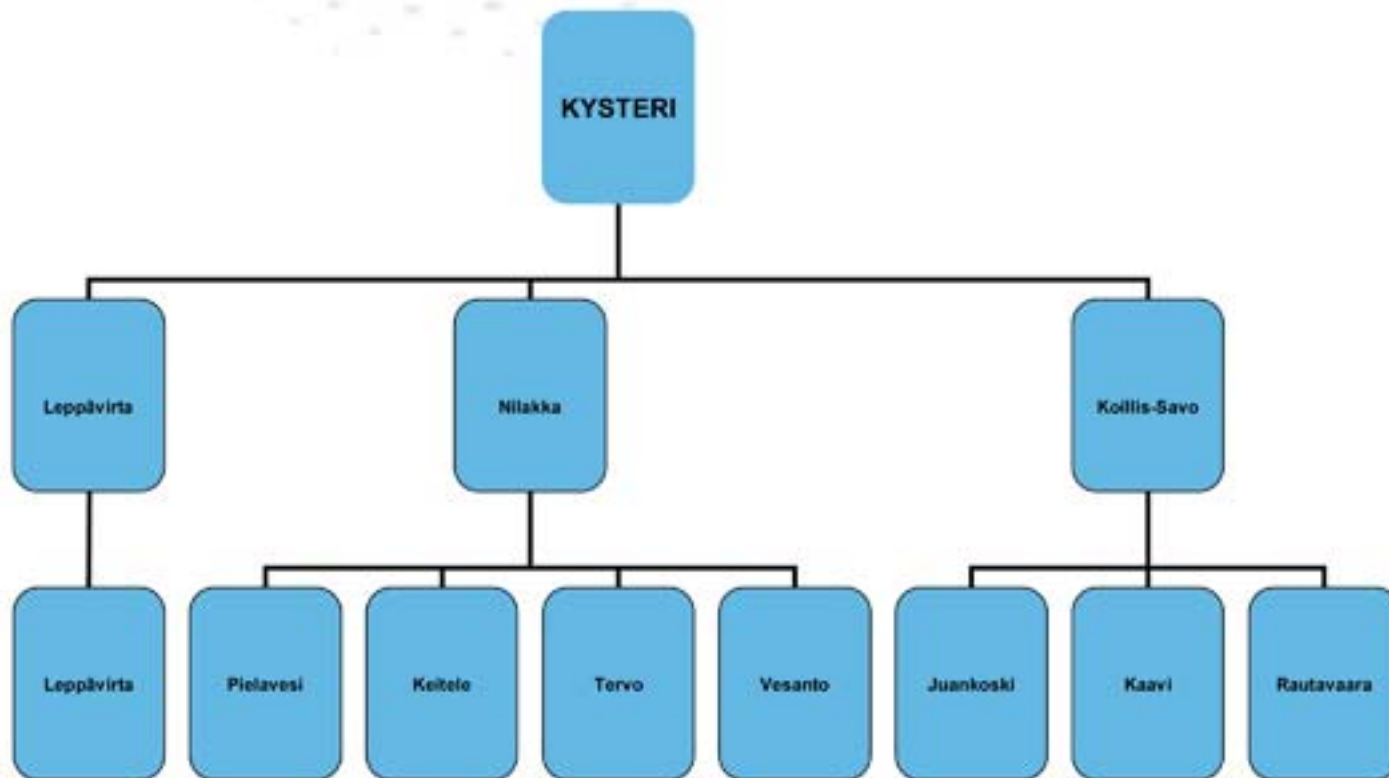 KYSTERI
Leppävirta
Nilakka
Koillis-Savo
Leppävirta
Pielavesi
Keitele
Tervo
Vesanto
Juankoski
Kaavi
Rautavaara